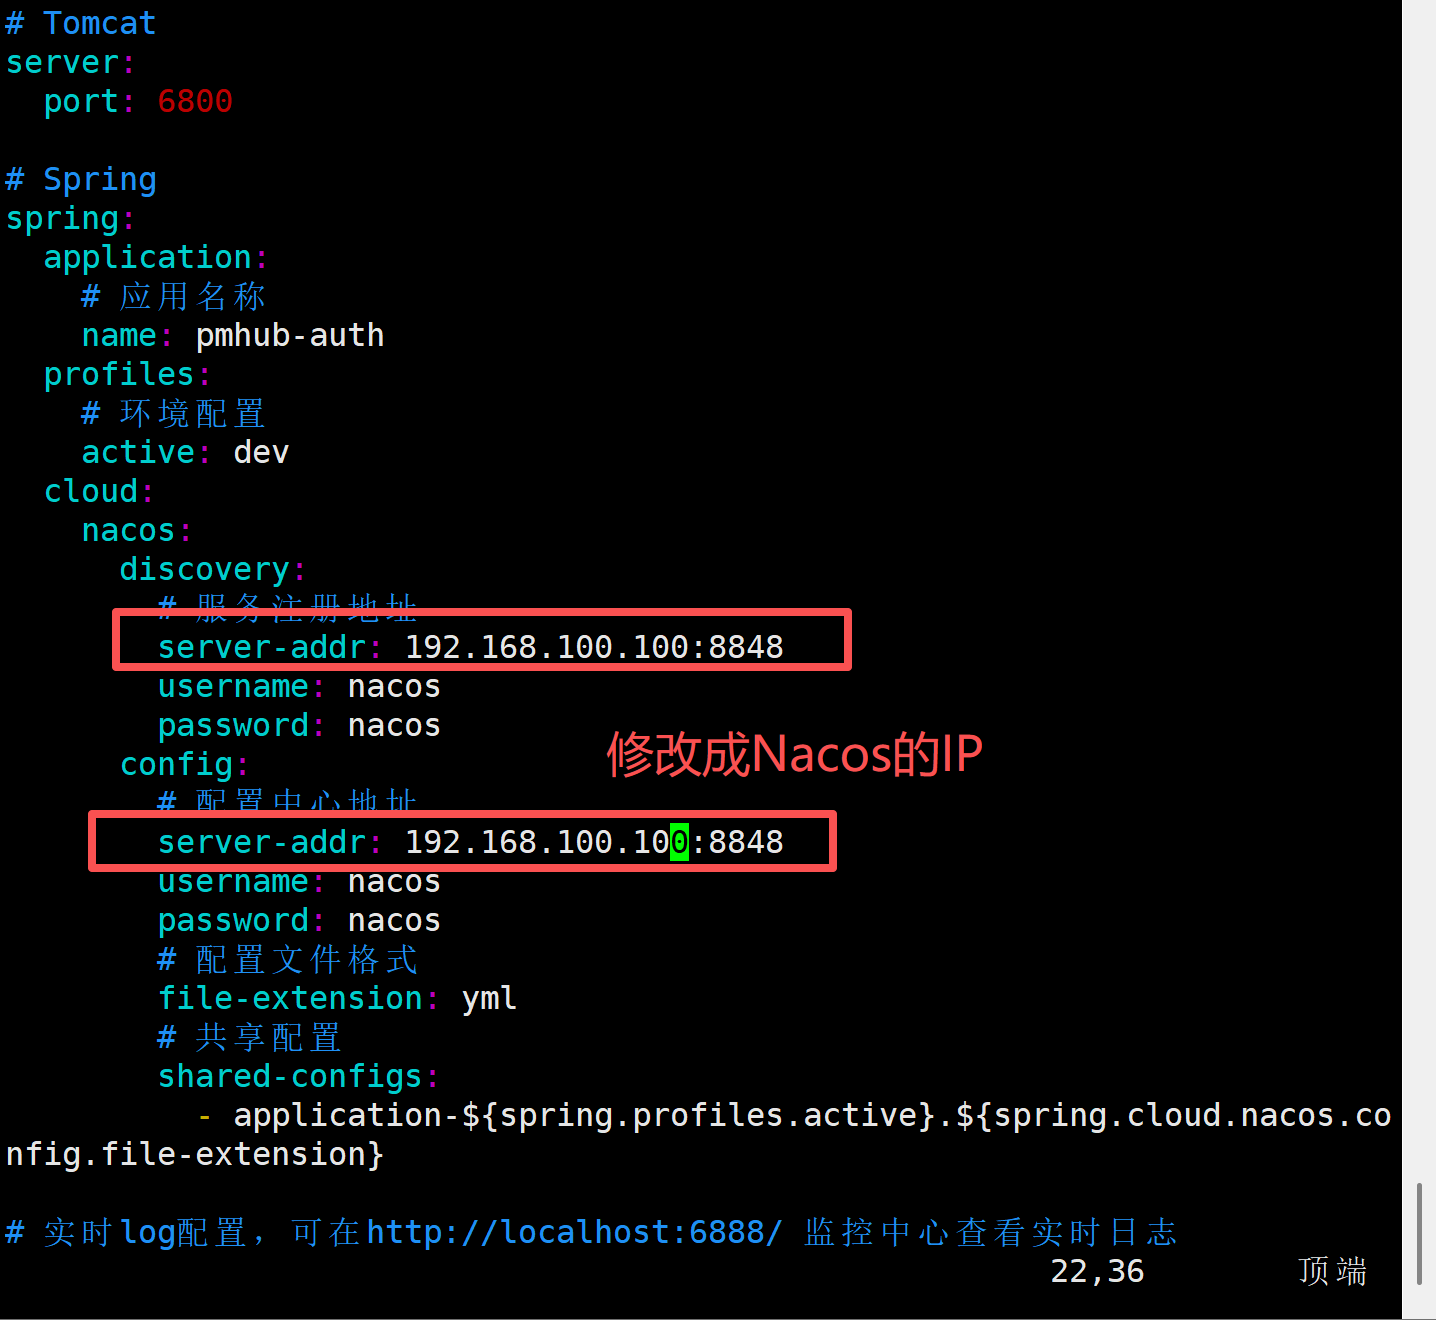 # Tomcat
server:
  port: 6800

# Spring
spring:
  application:
    # 应用名称
    name: pmhub-auth
  profiles:
    # 环境配置
    active: dev
  cloud:
    nacos:
      discovery:
        # 服务注册地址
        server-addr: 192.168.100.100:8848
        username: nacos
        password: nacos
修改成Nacos的IP
      config:
        # 配置中心地址
        server-addr: 192.168.100.100:8848
        username: nacos
        password: nacos
        # 配置文件格式
        file-extension: yml
        # 共享配置
        shared-configs:
          - application-${spring.profiles.active}.${spring.cloud.nacos.co
nfig.file-extension}

# 实时log配置，可在http://localhost:6888/ 监控中心查看实时日志
22,36 顶端